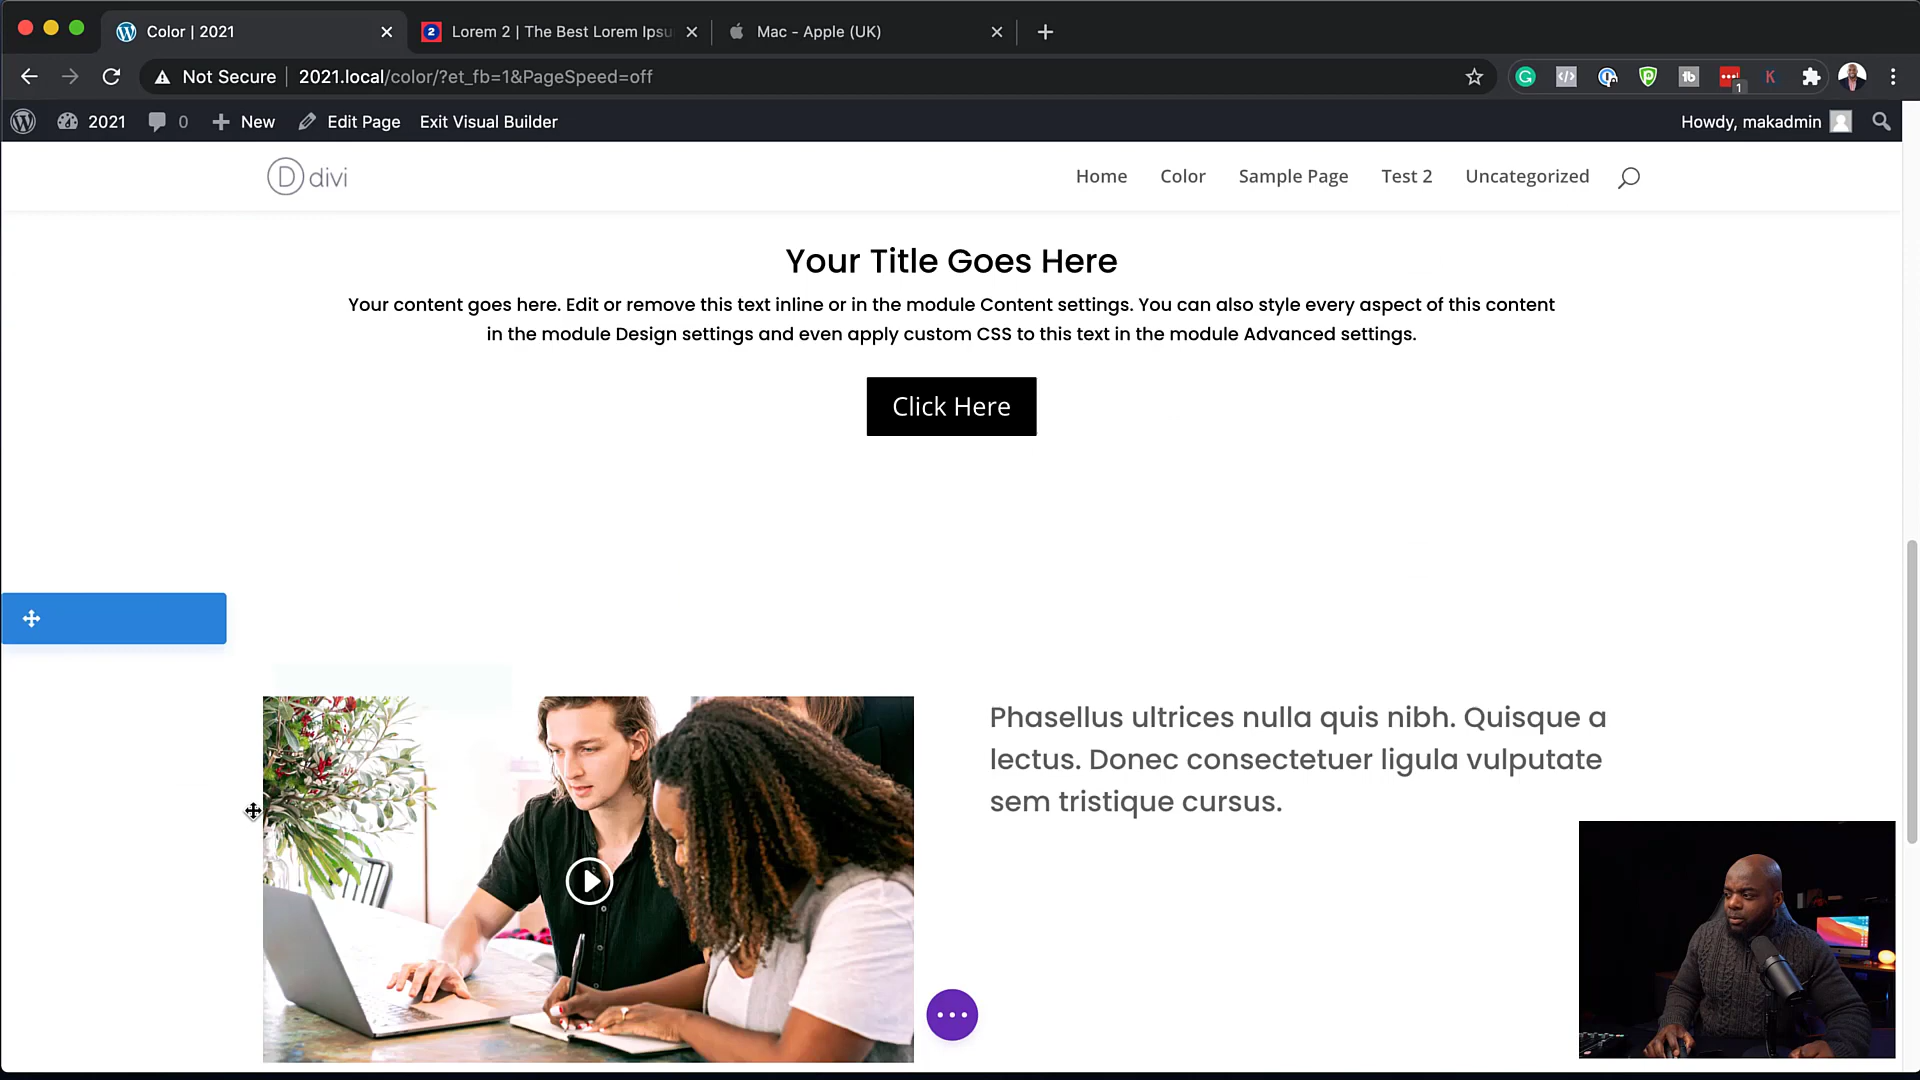 Color | 2021
2 Lorem 2 | The Best Lorem Ipsu
Mac - Apple (UK)
Not Secure 2021.local/color/?et_fb=1&PageSpeed=off
1
2021 0 New Edit Page Exit Visual Builder Howdy, makadmin
D divi Home Color Sample Page Test 2 Uncategorized
Your Title Goes Here
Your content goes here. Edit or remove this text inline or in the module Content settings. You can also style every aspect of this content
in the module Design settings and even apply custom CSS to this text in the module Advanced settings.
Click Here
Phasellus ultrices nulla quis nibh. Quisque a
lectus. Donec consectetuer ligula vulputate
sem tristique cursus.